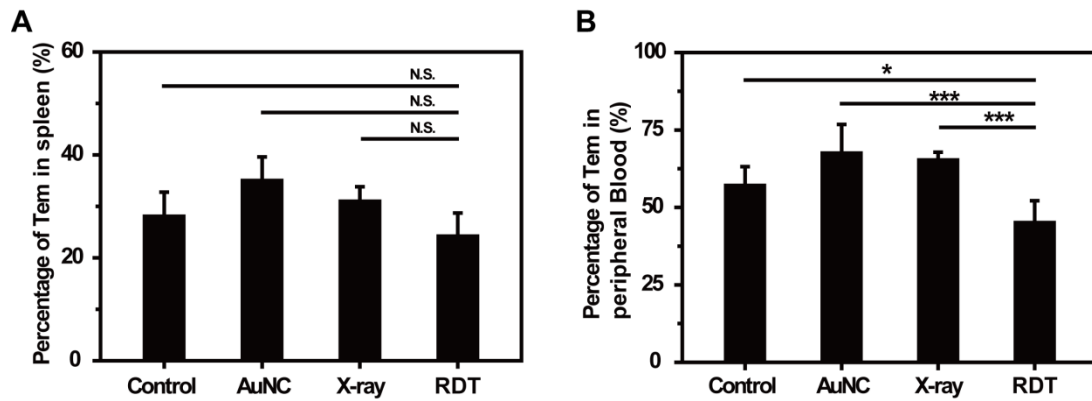 A
Percentage of Tem in spleen (%)
60
40
20
0
N.S.
N.S.
N.S.
Control AuNC X-ray RDT
B
Percentage of Tem in
peripheral Blood (%)
100
75
50
25
0
*
***
***
Control AuNC X-ray RDT